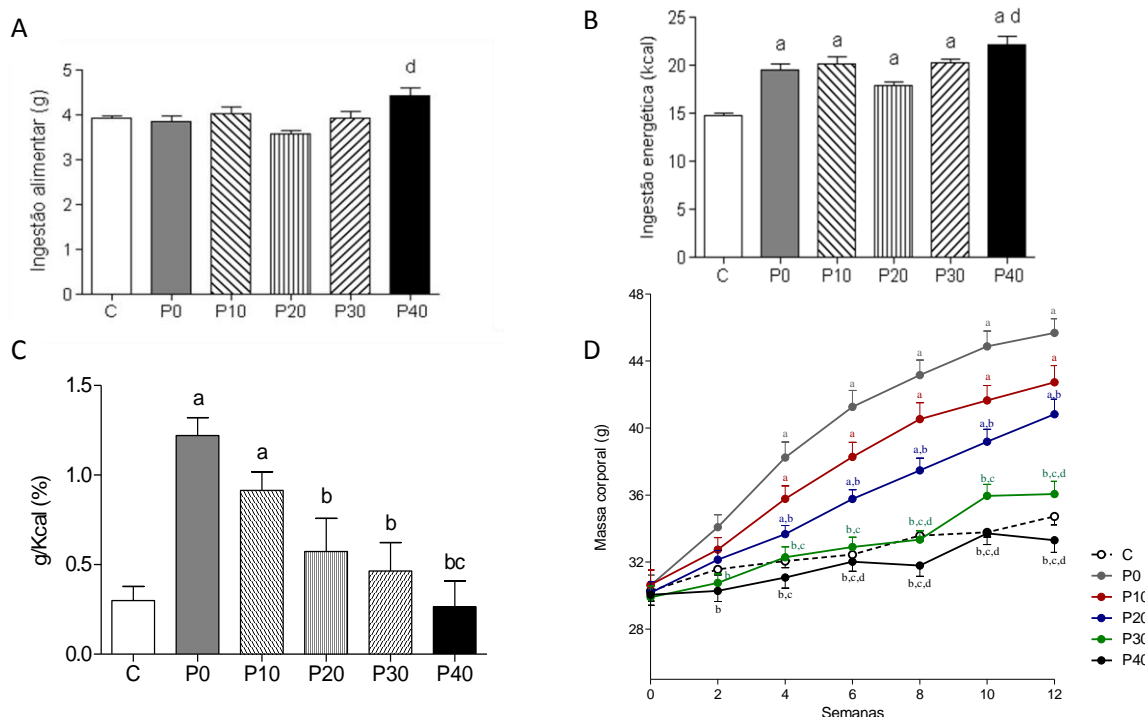 A
Ingestão alimentar (g)
5
4
3
2
1
0
d
C P0 P10 P20 P30 P40
B
Ingestão energética (kcal)
25
20
15
10
5
0
a a a a a d
C P0 P10 P20 P30 P40
C
g/Kcal (%)
1.5
1.0
0.5
0.0
a a b b bc
C P0 P10 P20 P30 P40
D
Massa corporal (g)
48
44
40
36
32
28
a a a a a
a a a a a
a,b a,b a,b a,b a,b
b b,c b,c b,c,d b,c b,c,d
b b,c b,c,d b,c,d b,c,d b,c,d
0 2 4 6 8 10 12
Semanas
C
P0
P10
P20
P30
P40